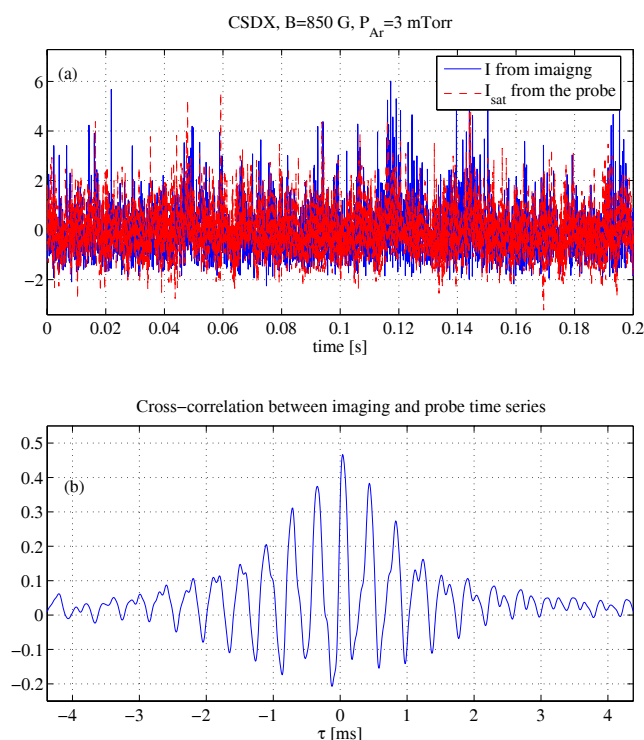 CSDX, B=850 G, P_Ar=3 mTorr
(a)
I from imaigng
I_sat from the probe
6
4
2
0
−2
0 0.02 0.04 0.06 0.08 0.1 0.12 0.14 0.16 0.18 0.2
time [s]
Cross−correlation between imaging and probe time series
(b)
0.5
0.4
0.3
0.2
0.1
0
−0.1
−0.2
−4 −3 −2 −1 0 1 2 3 4
τ [ms]